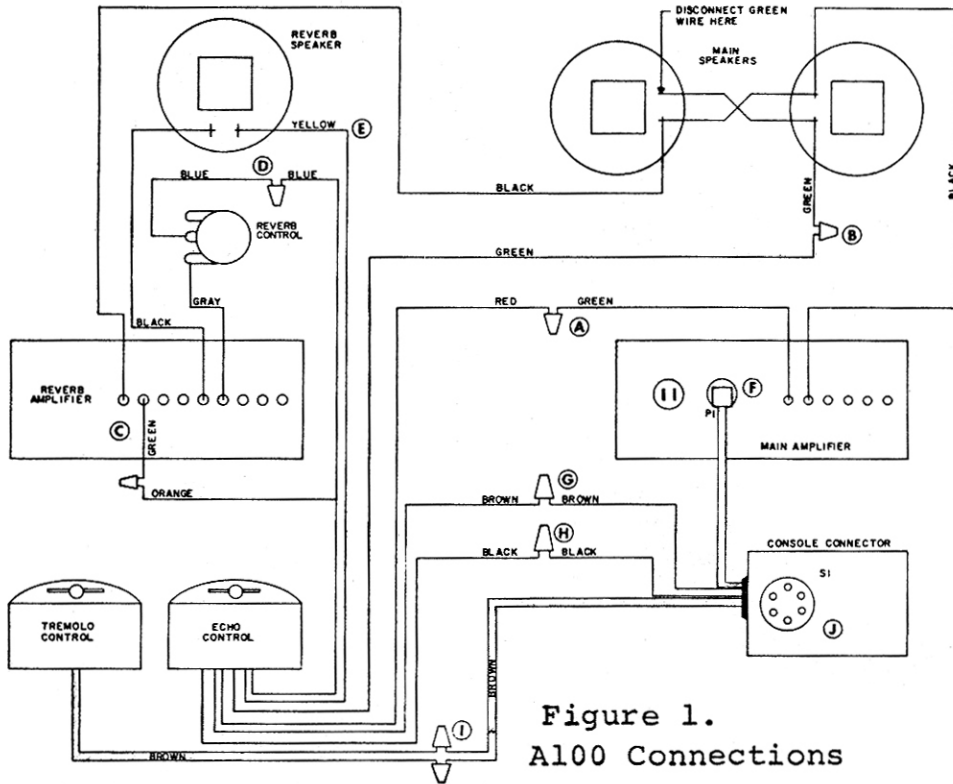 REVERB
SPEAKER
DISCONNECT GREEN
WIRE HERE
MAIN
SPEAKERS
YELLOW
E
D
BLUE
BLUE
BLACK
GREEN
BLACK
REVERB
CONTROL
B
GREEN
GRAY
RED
GREEN
A
BLACK
REVERB
AMPLIFIER
F
P1
C
GREEN
MAIN AMPLIFIER
ORANGE
G
BROWN
BROWN
H
BLACK
BLACK
CONSOLE CONNECTOR
S1
J
TREMOLO
CONTROL
ECHO
CONTROL
BROWN
I
BROWN
Figure 1.
A100 Connections